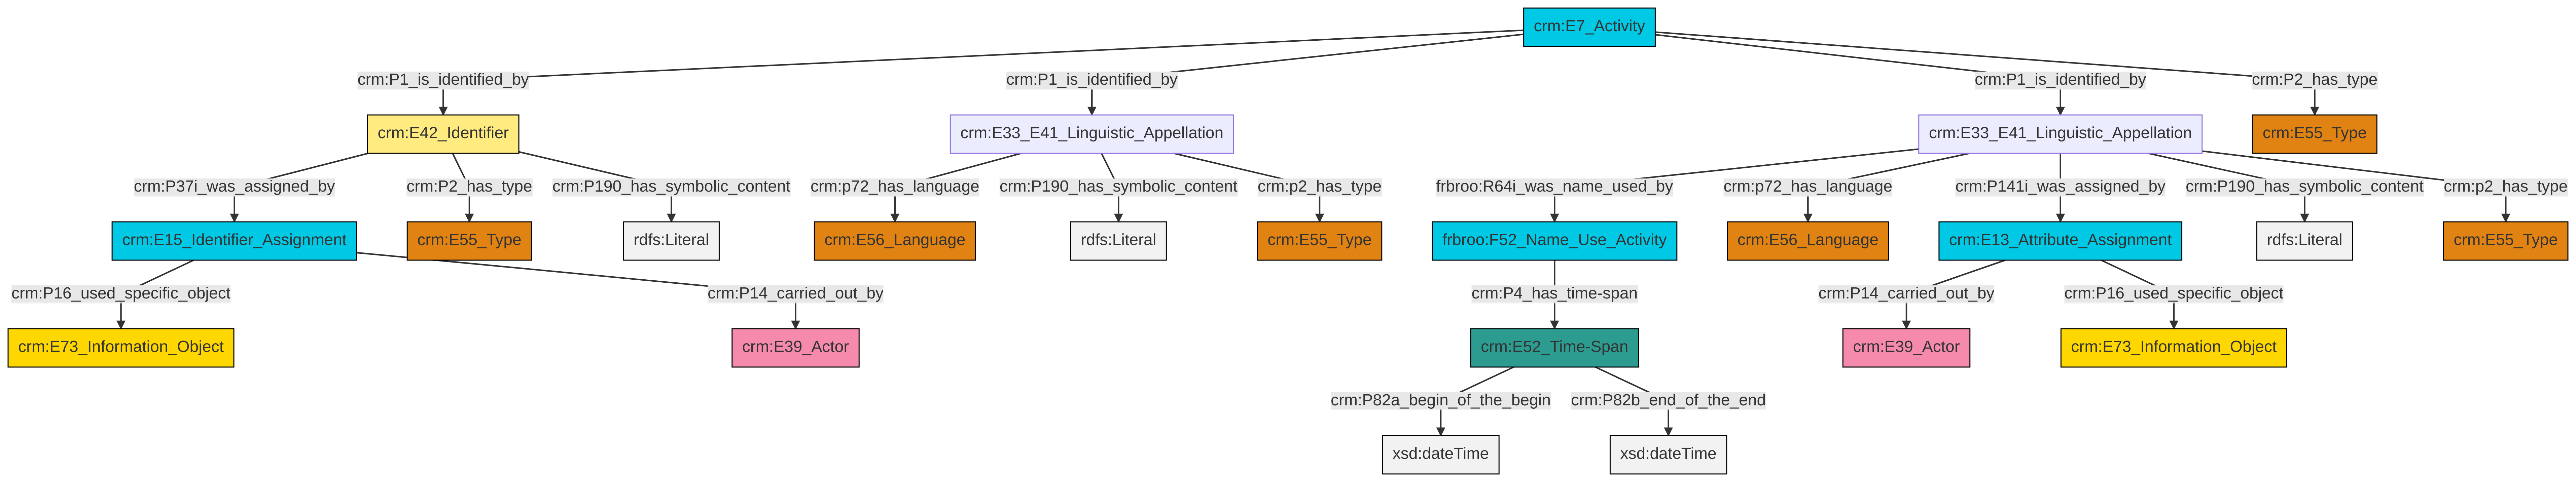 crm:E7_Activity
crm:P1_is_identified_by
crm:P1_is_identified_by
crm:P1_is_identified_by
crm:P2_has_type
crm:E42_Identifier
crm:E33_E41_Linguistic_Appellation
crm:E33_E41_Linguistic_Appellation
crm:E55_Type
crm:P37i_was_assigned_by
crm:P2_has_type
crm:P190_has_symbolic_content
crm:p72_has_language
crm:P190_has_symbolic_content
crm:p2_has_type
frbroo:R64i_was_name_used_by
crm:p72_has_language
crm:P141i_was_assigned_by
crm:P190_has_symbolic_content
crm:p2_has_type
crm:E15_Identifier_Assignment
crm:E55_Type
rdfs:Literal
crm:E56_Language
rdfs:Literal
crm:E55_Type
frbroo:F52_Name_Use_Activity
crm:E56_Language
crm:E13_Attribute_Assignment
rdfs:Literal
crm:E55_Type
crm:P16_used_specific_object
crm:P14_carried_out_by
crm:P4_has_time-span
crm:P14_carried_out_by
crm:P16_used_specific_object
crm:E73_Information_Object
crm:E39_Actor
crm:E52_Time-Span
crm:E39_Actor
crm:E73_Information_Object
crm:P82a_begin_of_the_begin
crm:P82b_end_of_the_end
xsd:dateTime
xsd:dateTime